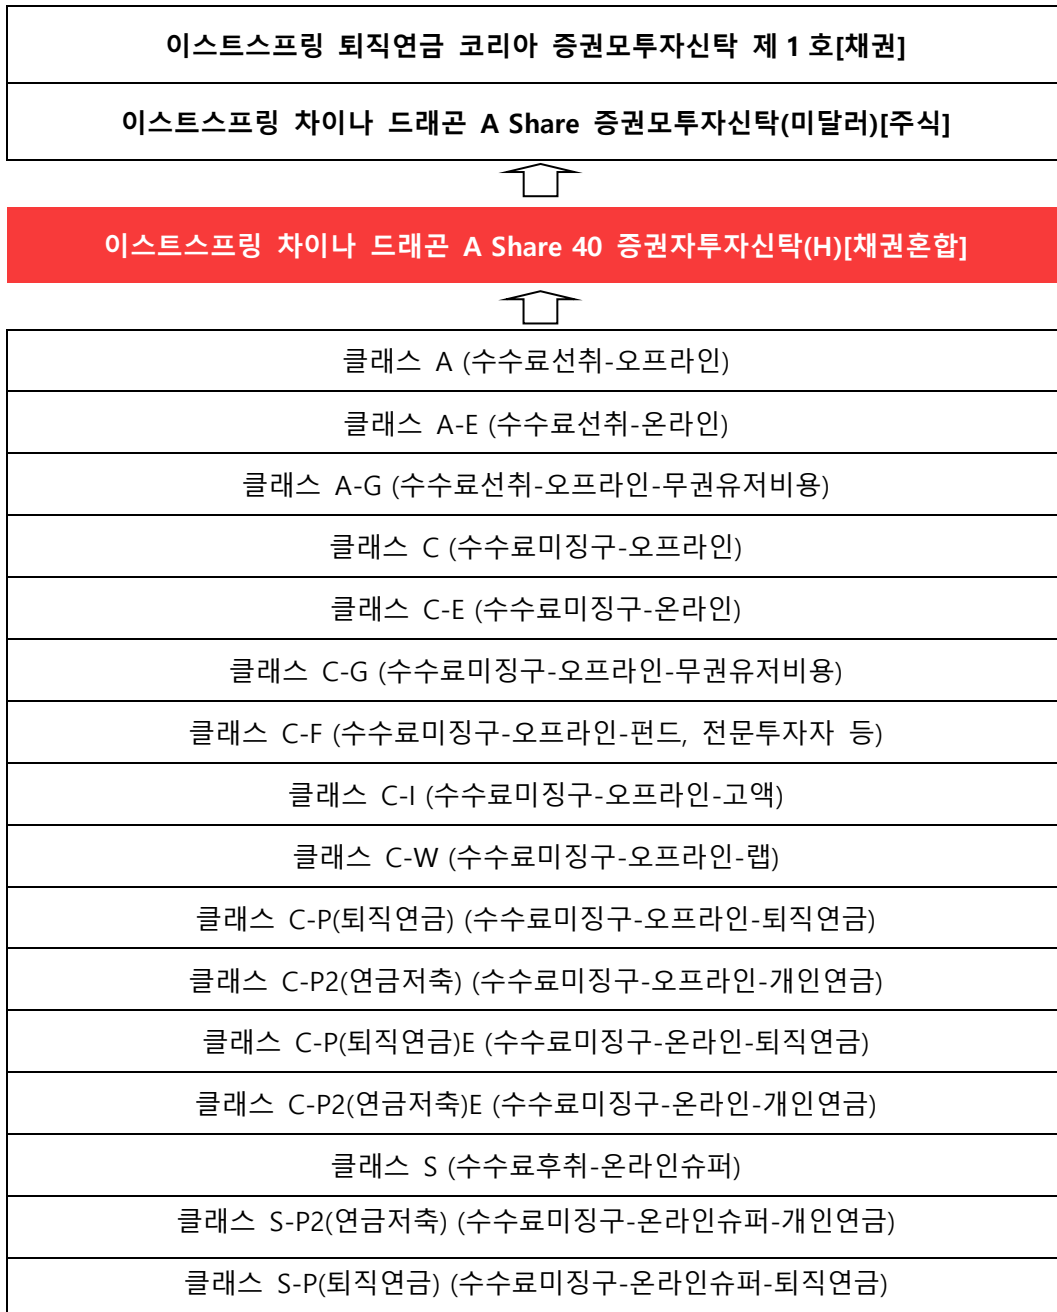 이스트스프링 퇴직연금 코리아 증권모투자신탁 제 1 호[채권]
이스트스프링 차이나 드래곤 A Share 증권모투자신탁(미달러)[주식]
이스트스프링 차이나 드래곤 A Share 40 증권자투자신탁(H)[채권혼합]
클래스 A (수수료선취-오프라인)
클래스 A-E (수수료선취-온라인)
클래스 A-G (수수료선취-오프라인-무권유저비용)
클래스 C (수수료미징구-오프라인)
클래스 C-E (수수료미징구-온라인)
클래스 C-G (수수료미징구-오프라인-무권유저비용)
클래스 C-F (수수료미징구-오프라인-펀드, 전문투자자 등)
클래스 C-I (수수료미징구-오프라인-고액)
클래스 C-W (수수료미징구-오프라인-랩)
클래스 C-P(퇴직연금) (수수료미징구-오프라인-퇴직연금)
클래스 C-P2(연금저축) (수수료미징구-오프라인-개인연금)
클래스 C-P(퇴직연금)E (수수료미징구-온라인-퇴직연금)
클래스 C-P2(연금저축)E (수수료미징구-온라인-개인연금)
클래스 S (수수료후취-온라인슈퍼)
클래스 S-P2(연금저축) (수수료미징구-온라인슈퍼-개인연금)
클래스 S-P(퇴직연금) (수수료미징구-온라인슈퍼-퇴직연금)